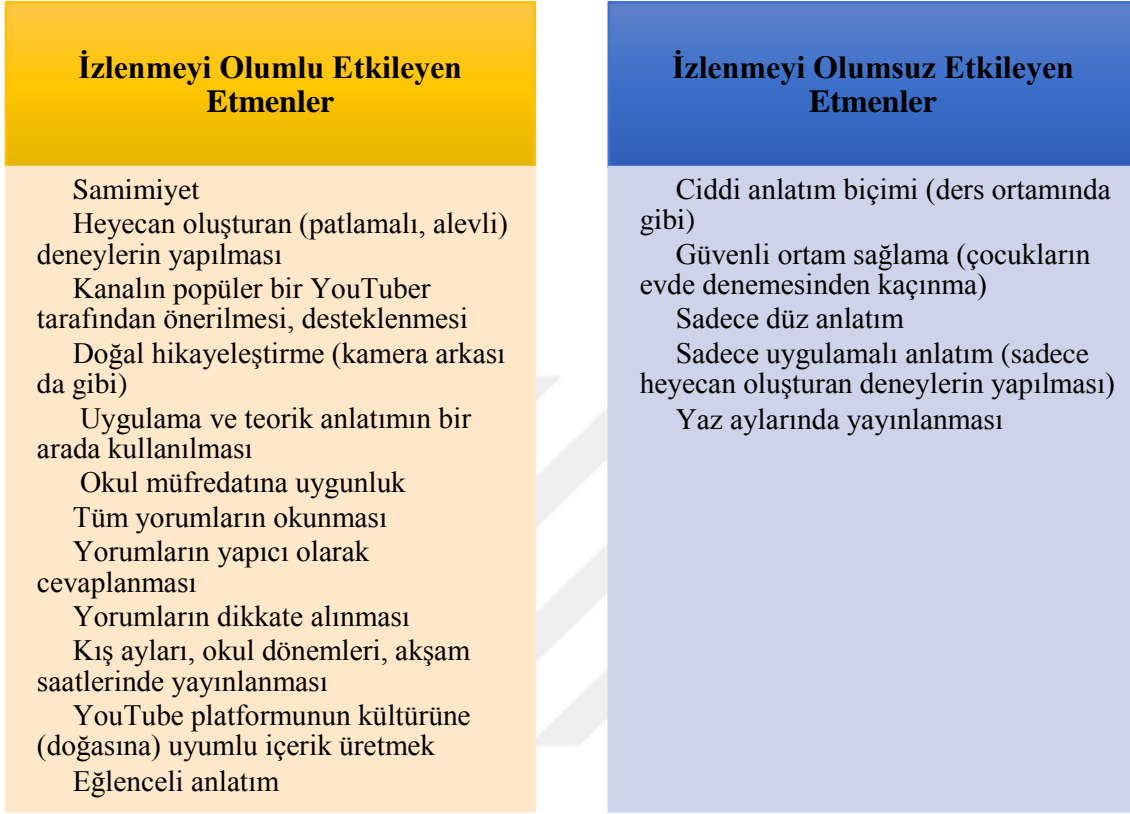 İzlenmeyi Olumlu Etkileyen
Etmenler
Samimiyet
Heyecan oluşturan (patlamalı, alevli)
deneylerin yapılması
Kanalın popüler bir YouTuber
tarafından önerilmesi, desteklenmesi
Doğal hikayeleştirme (kamera arkası
da gibi)
Uygulama ve teorik anlatımın bir
arada kullanılması
Okul müfredatına uygunluk
Tüm yorumların okunması
Yorumların yapıcı olarak
cevaplanması
Yorumların dikkate alınması
Kış ayları, okul dönemleri, akşam
saatlerinde yayınlanması
YouTube platformunun kültürüne
(doğasına) uyumlu içerik üretmek
Eğlenceli anlatım
İzlenmeyi Olumsuz Etkileyen
Etmenler
Ciddi anlatım biçimi (ders ortamında
gibi)
Güvenli ortam sağlama (çocukların
evde denemesinden kaçınma)
Sadece düz anlatım
Sadece uygulamalı anlatım (sadece
heyecan oluşturan deneylerin yapılması)
Yaz aylarında yayınlanması